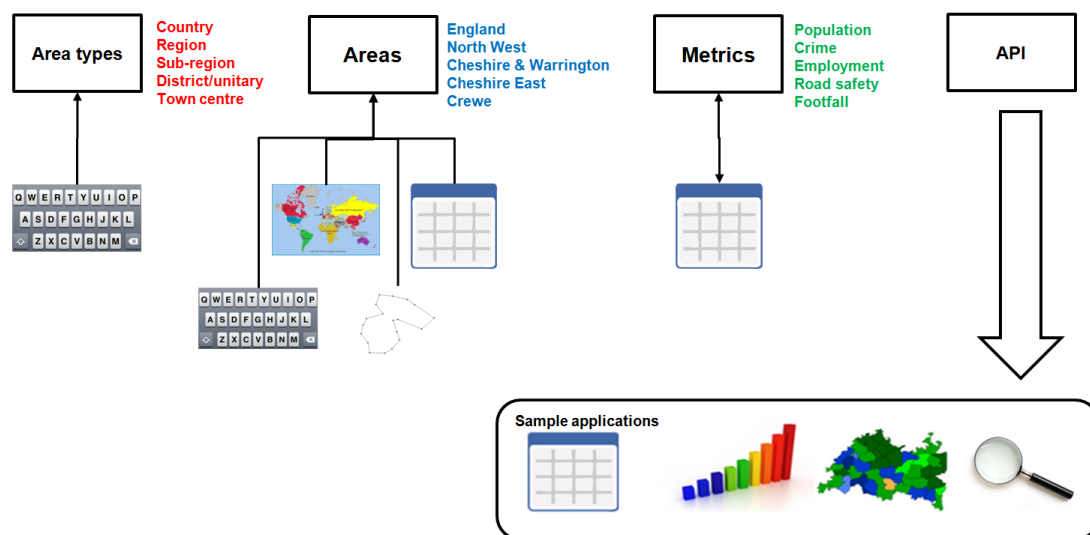 Area types
Country
Region
Sub-region
District/unitary
Town centre
Areas
England
North West
Cheshire & Warrington
Cheshire East
Crewe
Metrics
Population
Crime
Employment
Road safety
Footfall
API
Q W E R T Y U I O P
A S D F G H J K L
Z X C V B N M
Q W E R T Y U I O P
A S D F G H J K L
Z X C V B N M
Sample applications